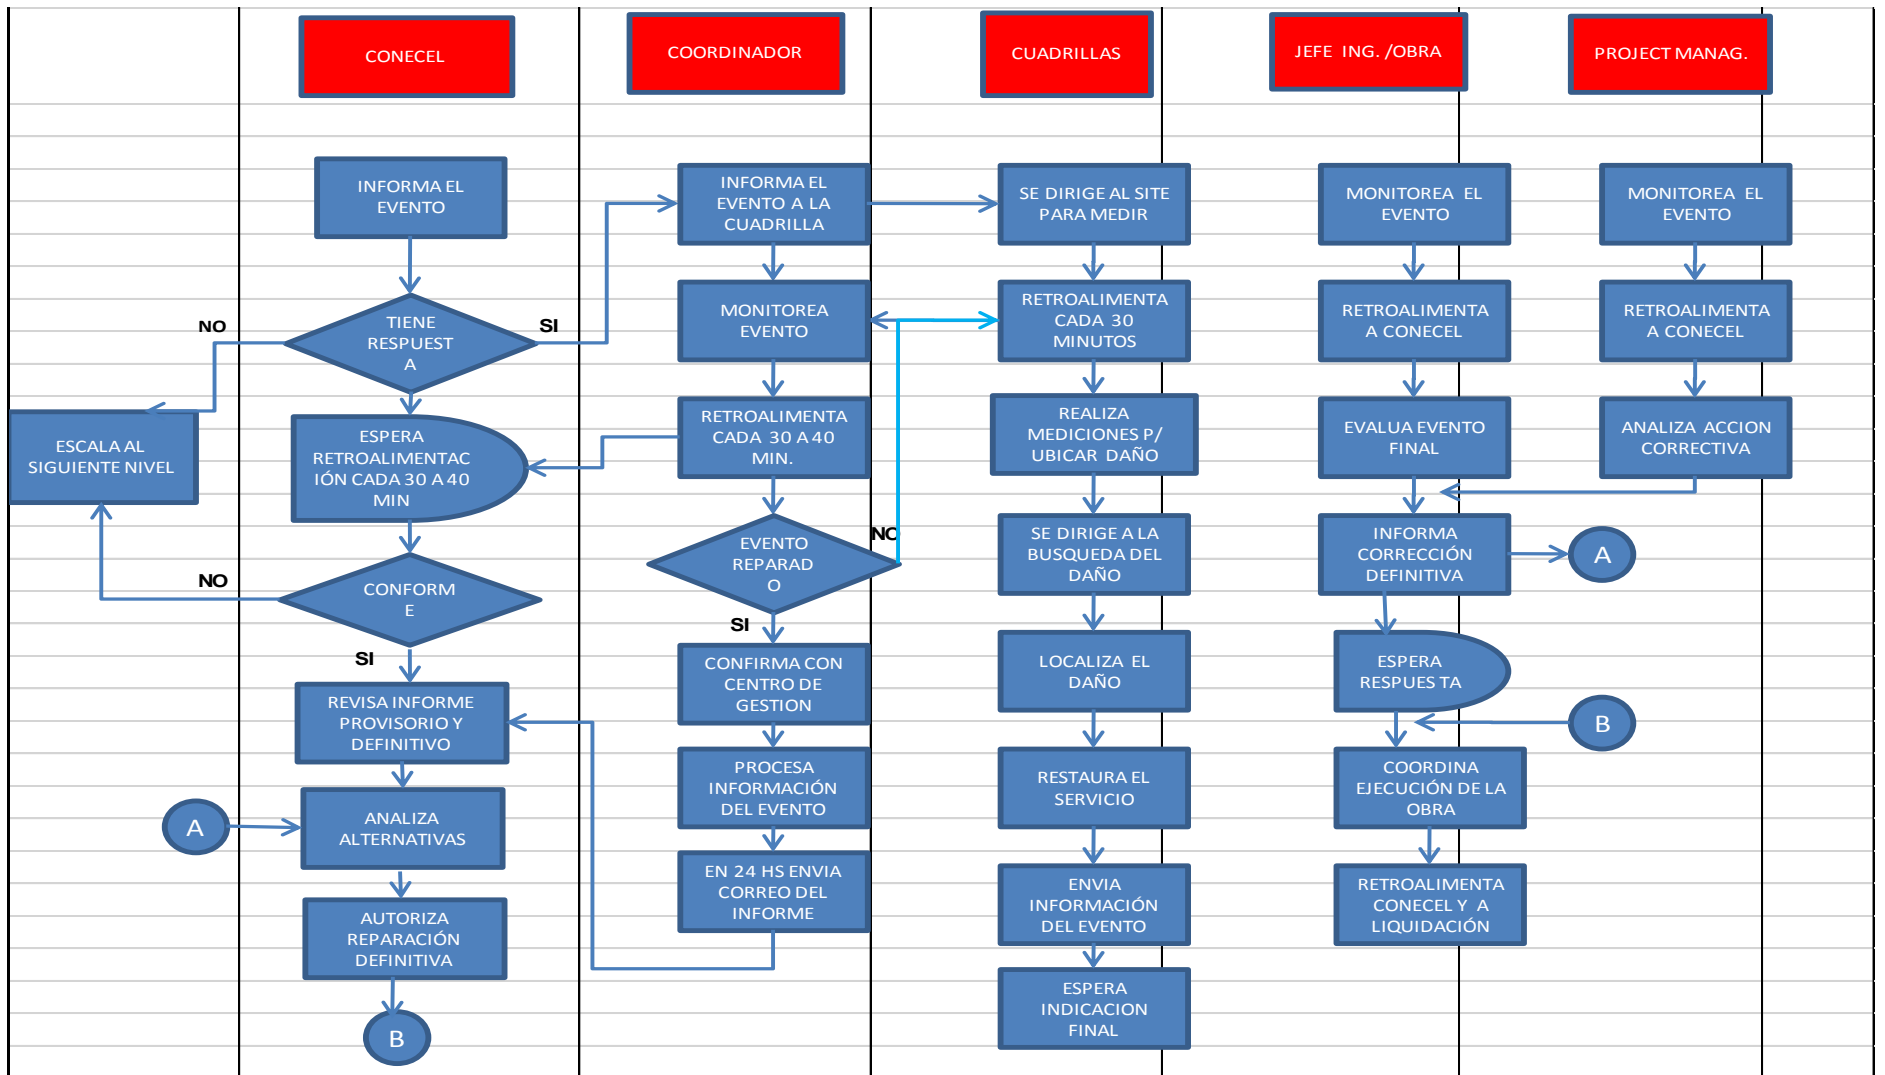 CONECEL
COORDINADOR
CUADRILLAS
JEFE ING. /OBRA
PROJECT MANAG.
INFORMA EL
EVENTO
TIENE
RESPUEST
A
NO
SI
ESCALA AL
SIGUIENTE NIVEL
ESPERA
RETROALIMENTAC
IÓN CADA 30 A 40
MIN
CONFORM
E
NO
SI
REVISA INFORME
PROVISORIO Y
DEFINITIVO
A
ANALIZA
ALTERNATIVAS
AUTORIZA
REPARACIÓN
DEFINITIVA
B
INFORMA EL
EVENTO A LA
CUADRILLA
MONITOREA
EVENTO
RETROALIMENTA
CADA 30 A 40
MIN.
EVENTO
REPARAD
O
NO
SI
CONFIRMA CON
CENTRO DE
GESTION
PROCESA
INFORMACIÓN
DEL EVENTO
EN 24 HS ENVIA
CORREO DEL
INFORME
SE DIRIGE AL SITE
PARA MEDIR
RETROALIMENTA
CADA 30
MINUTOS
REALIZA
MEDICIONES P/
UBICAR DAÑO
SE DIRIGE A LA
BUSQUEDA DEL
DAÑO
LOCALIZA EL
DAÑO
RESTAURA EL
SERVICIO
ENVIA
INFORMACIÓN
DEL EVENTO
ESPERA
INDICACION
FINAL
MONITOREA EL
EVENTO
RETROALIMENTA
A CONECEL
EVALUA EVENTO
FINAL
INFORMA
CORRECCIÓN
DEFINITIVA
A
ESPERA
RESPUES TA
B
COORDINA
EJECUCIÓN DE LA
OBRA
RETROALIMENTA
CONECEL Y A
LIQUIDACIÓN
MONITOREA EL
EVENTO
RETROALIMENTA
A CONECEL
ANALIZA ACCION
CORRECTIVA